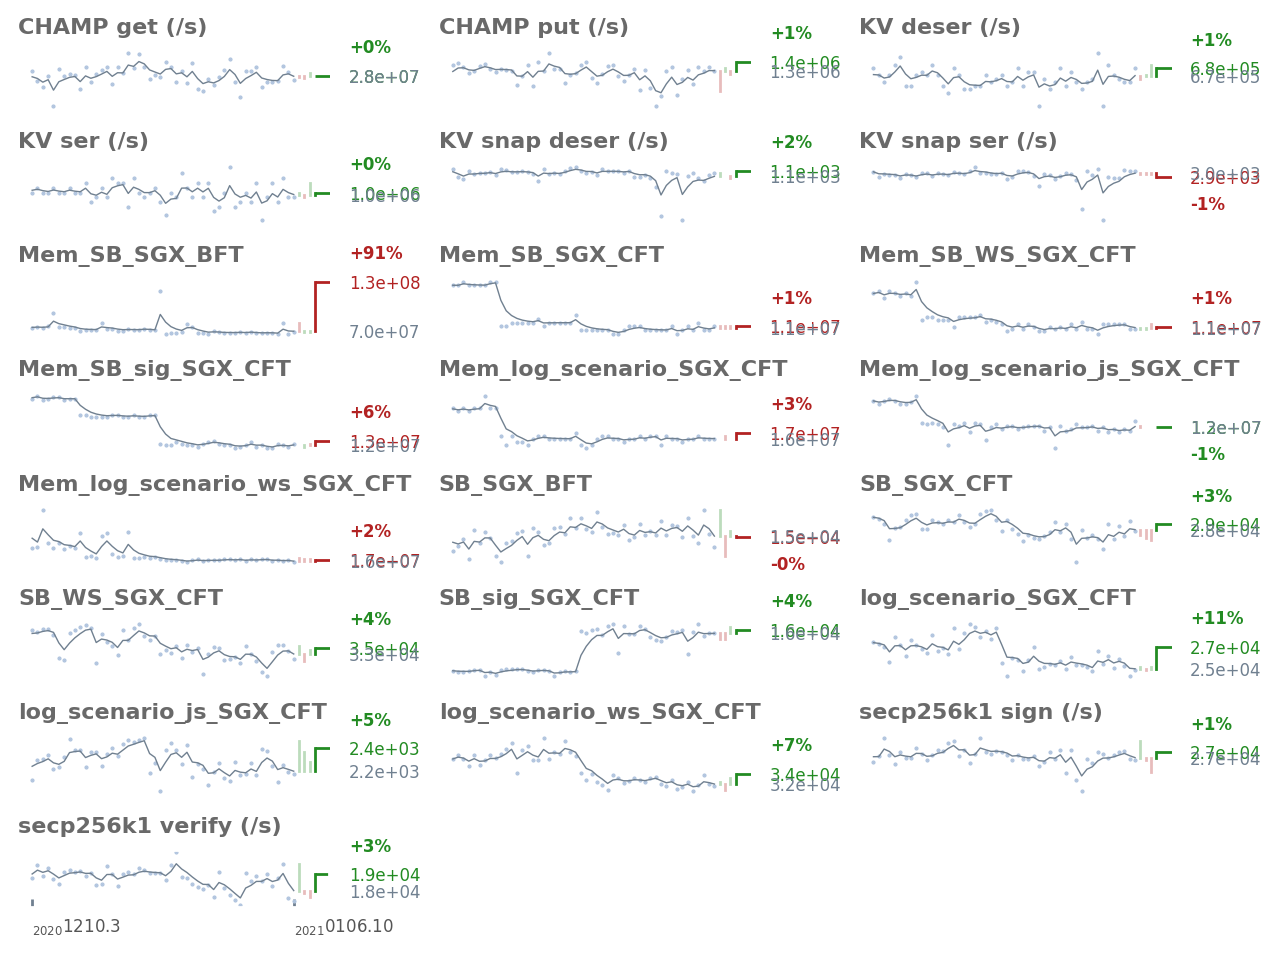 CHAMP get (/s)
+0%
2.8e+07
CHAMP put (/s)
+1%
1.4e+06
1.3e+06
KV deser (/s)
+1%
6.8e+05
6.7e+05
KV ser (/s)
+0%
1.0e+06
1.0e+06
KV snap deser (/s)
+2%
1.1e+03
1.1e+03
KV snap ser (/s)
3.0e+03
2.9e+03
-1%
Mem_SB_SGX_BFT
+91%
1.3e+08
7.0e+07
Mem_SB_SGX_CFT
+1%
1.1e+07
1.1e+07
Mem_SB_WS_SGX_CFT
+1%
1.1e+07
1.1e+07
Mem_SB_sig_SGX_CFT
+6%
1.3e+07
1.2e+07
Mem_log_scenario_SGX_CFT
+3%
1.7e+07
1.6e+07
Mem_log_scenario_js_SGX_CFT
1.2e+07
-1%
Mem_log_scenario_ws_SGX_CFT
+2%
1.7e+07
1.6e+07
SB_SGX_BFT
1.5e+04
-0%
SB_SGX_CFT
+3%
2.9e+04
2.8e+04
SB_WS_SGX_CFT
+4%
3.5e+04
3.3e+04
SB_sig_SGX_CFT
+4%
1.6e+04
1.6e+04
log_scenario_SGX_CFT
+11%
2.7e+04
2.5e+04
log_scenario_js_SGX_CFT
+5%
2.4e+03
2.2e+03
log_scenario_ws_SGX_CFT
+7%
3.4e+04
3.2e+04
secp256k1 sign (/s)
+1%
2.7e+04
2.7e+04
secp256k1 verify (/s)
+3%
1.9e+04
1.8e+04
20201210.3
20210106.10